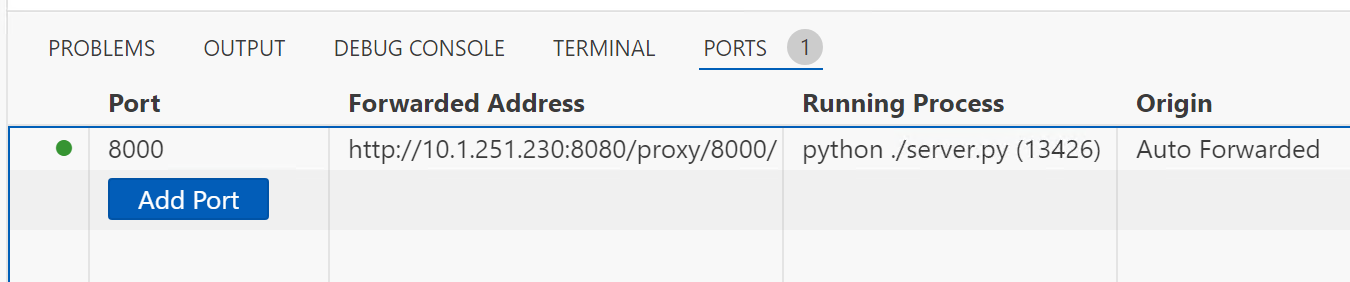 PROBLEMS OUTPUT DEBUG CONSOLE TERMINAL PORTS 1
Port Forwarded Address Running Process Origin
8000 http://10.1.251.230:8080/proxy/8000/ python ./server.py (13426) Auto Forwarded
Add Port